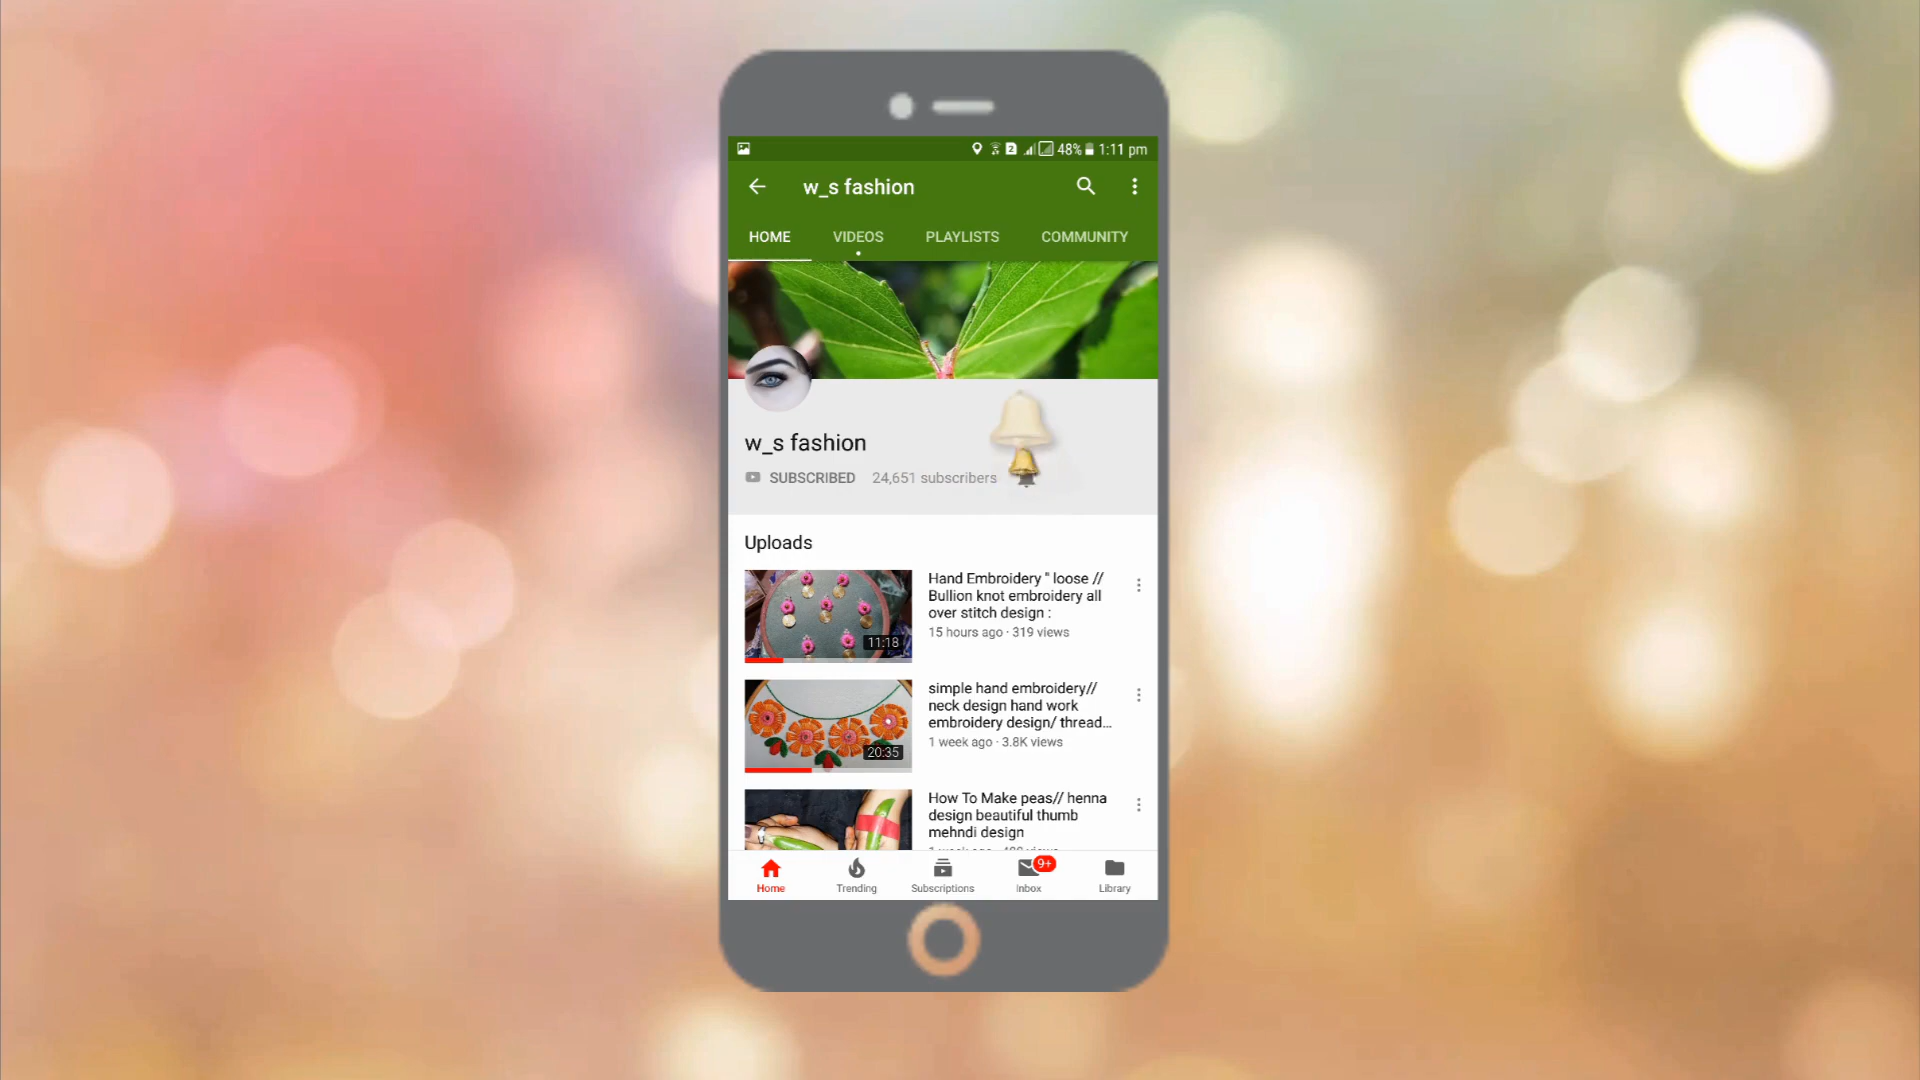 48% 1:11 pm
w_s fashion
HOME VIDEOS PLAYLISTS COMMUNITY
w_s fashion
SUBSCRIBED 24,651 subscribers
Uploads
Hand Embroidery " loose //
Bullion knot embroidery all
over stitch design :
15 hours ago · 319 views
11:18
simple hand embroidery//
neck design hand work
embroidery design/ thread...
1 week ago · 3.8K views
20:35
How To Make peas// henna
design beautiful thumb
mehndi design
9+
Home Trending Subscriptions Inbox Library